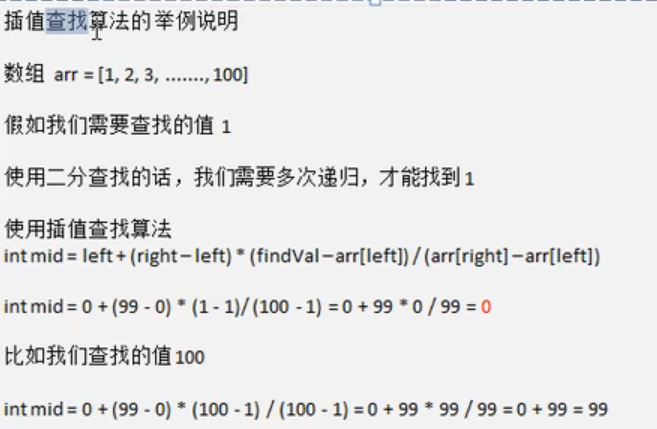 插值查找算法的举例说明
数组 arr = [1, 2, 3, ......., 100]
假如我们需要查找的值 1
使用二分查找的话，我们需要多次递归，才能找到 1
使用插值查找算法
int mid = left + (right – left) * (findVal – arr[left]) / (arr[right] – arr[left])
int mid = 0 + (99 - 0) * (1 - 1)/ (100 - 1) = 0 + 99 * 0 / 99 = 0
比如我们查找的值 100
int mid = 0 + (99 - 0) * (100 - 1) / (100 - 1) = 0 + 99 * 99 / 99 = 0 + 99 = 99